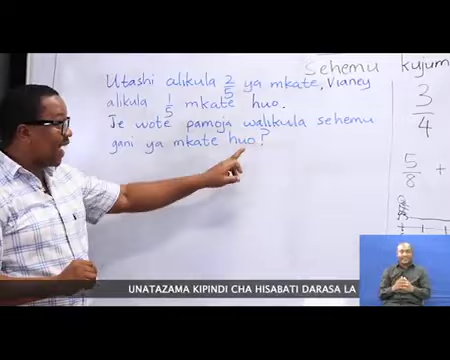 Sehemu kujum
Utashi alikula 2/5 ya mkate, Vianey
alikula 1/5 mkate huo.
Je wote pamoja walikula sehemu
gani ya mkate huo?
3/4
5/8 +
UNATAZAMA KIPINDI CHA HISABATI DARASA LA